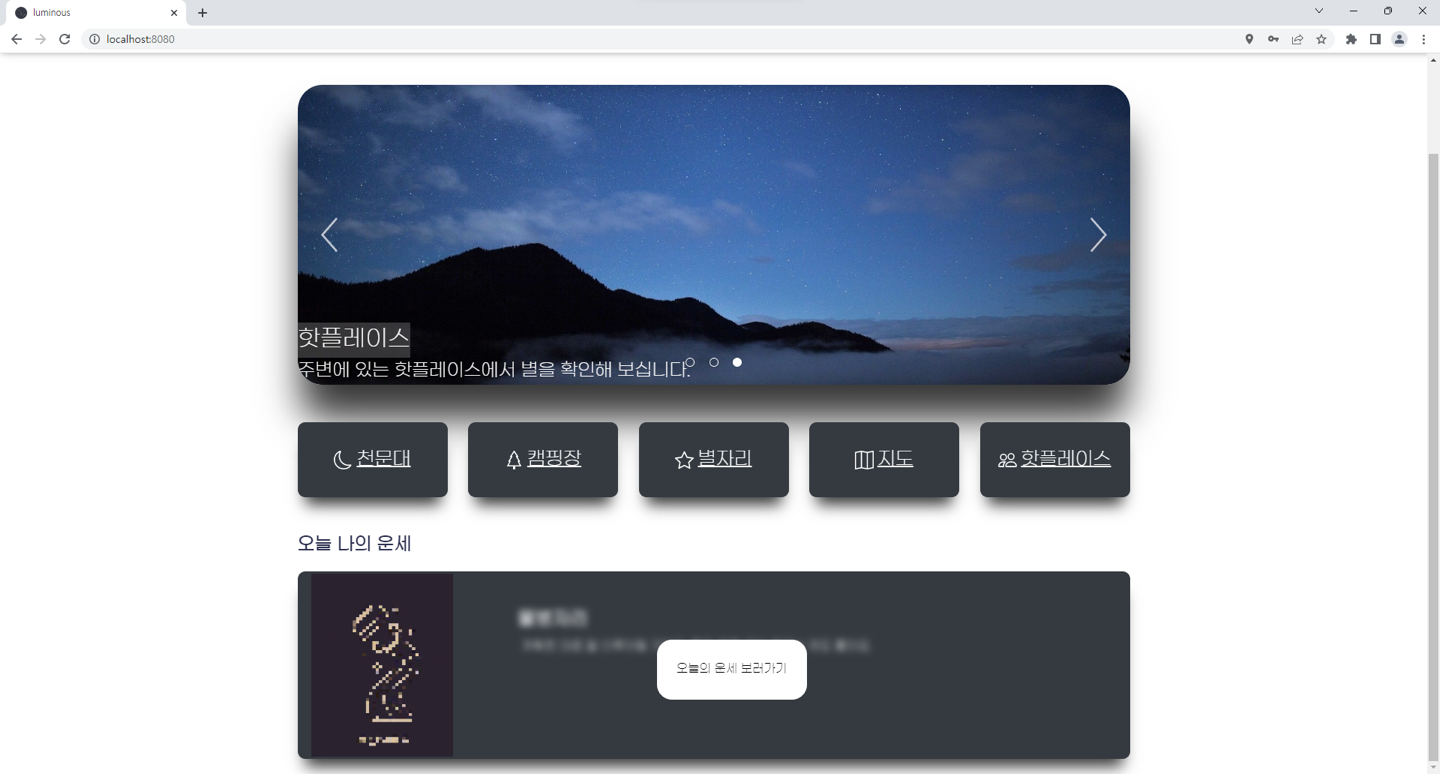 luminous
localhost:8080
핫플레이스
주변에 있는 핫플레이스에서 별을 확인해 보십니다.
천문대
캠핑장
별자리
지도
핫플레이스
오늘 나의 운세
오늘의 운세 보러가기